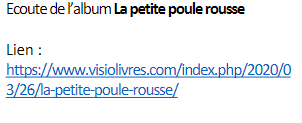 Ecoute de l'album La petite poule rousse
Lien :
https://www.visiolivres.com/index.php/2020/0
3/26/la-petite-poule-rousse/